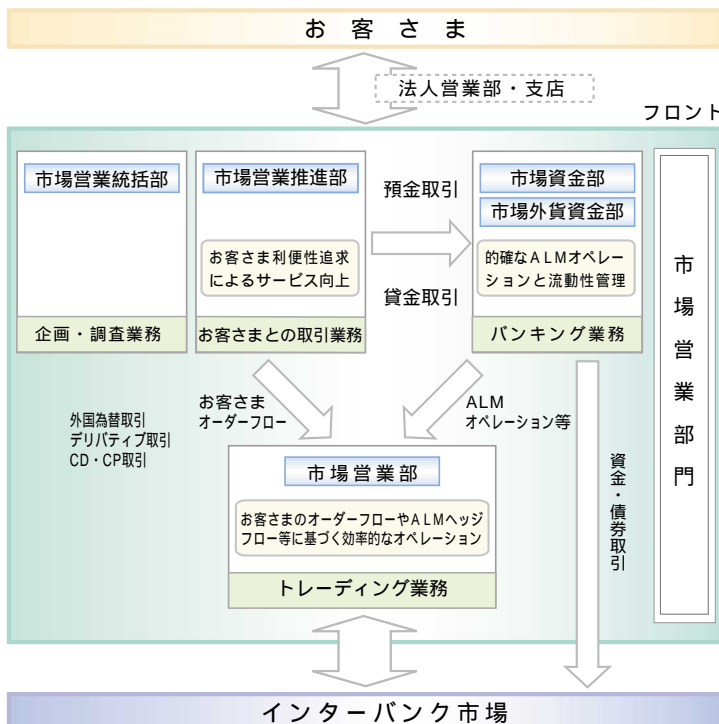 お客さま
法人営業部・支店
フロント
市場営業統括部
企画・調査業務
市場営業推進部
お客さま利便性追求
によるサービス向上
お客さまとの取引業務
預金取引
貸金取引
市場資金部
市場外貨資金部
的確なALMオペレー
ションと流動性管理
バンキング業務
市場営業部門
外国為替取引
デリバティブ取引
CD・CP取引
お客さま
オーダーフロー
ALM
オペレーション等
資金・債券取引
市場営業部
お客さまのオーダーフローやALMヘッジ
フロー等に基づく効率的なオペレーション
トレーディング業務
インターバンク市場